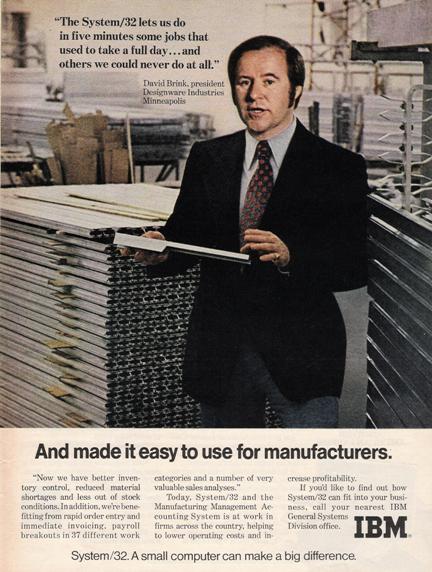 “The System/32 lets us do
in five minutes some jobs that
used to take a full day...and
others we could never do at all.”
David Brink, president
Designware Industries
Minneapolis
And made it easy to use for manufacturers.
“Now we have better inven-
tory control, reduced material
shortages and less out of stock
conditions. In addition, we’re bene-
fitting from rapid order entry and
immediate invoicing, payroll
breakouts in 37 different work
categories and a number of very
valuable sales analyses.”
Today, System/32 and the
Manufacturing Management Ac-
counting System is at work in
firms across the country, helping
to lower operating costs and in-
crease profitability.
If you’d like to find out how
System/32 can fit into your busi-
ness, call your nearest IBM
General Systems
Division office.
IBM®
System/32. A small computer can make a big difference.